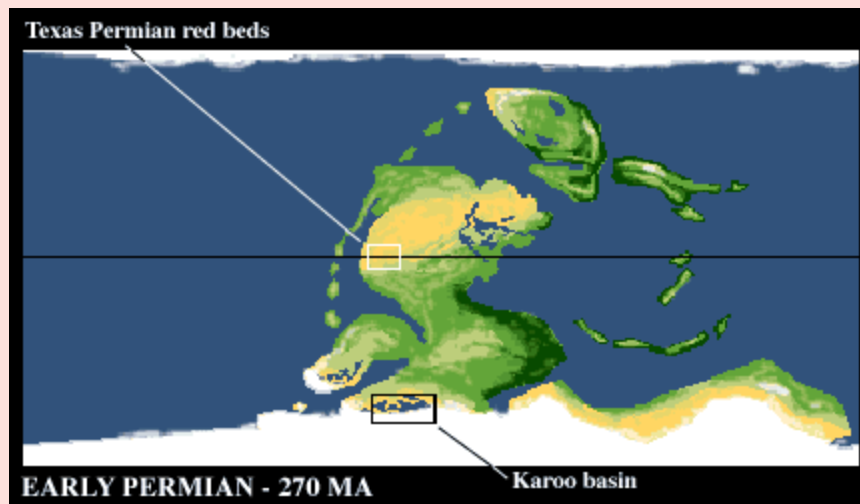 Texas Permian red beds
EARLY PERMIAN - 270 MA
Karoo basin